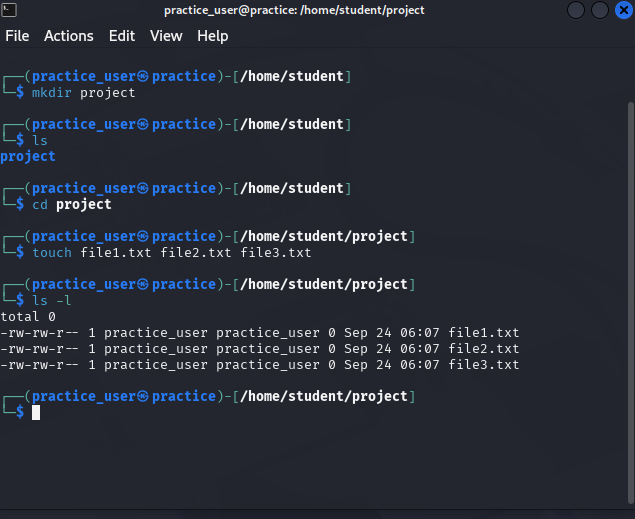 practice_user@practice: /home/student/project
File Actions Edit View Help
┌──(practice_user㉿practice)-[/home/student]
└─$ mkdir project
┌──(practice_user㉿practice)-[/home/student]
└─$ ls
project
┌──(practice_user㉿practice)-[/home/student]
└─$ cd project
┌──(practice_user㉿practice)-[/home/student/project]
└─$ touch file1.txt file2.txt file3.txt
┌──(practice_user㉿practice)-[/home/student/project]
└─$ ls -l
total 0
-rw-rw-r-- 1 practice_user practice_user 0 Sep 24 06:07 file1.txt
-rw-rw-r-- 1 practice_user practice_user 0 Sep 24 06:07 file2.txt
-rw-rw-r-- 1 practice_user practice_user 0 Sep 24 06:07 file3.txt
┌──(practice_user㉿practice)-[/home/student/project]
└─$